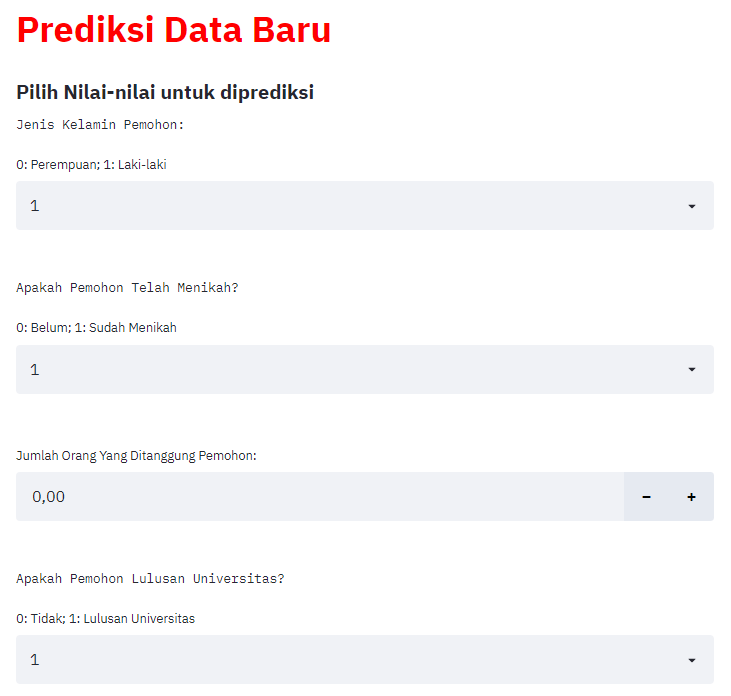 Prediksi Data Baru
Pilih Nilai-nilai untuk diprediksi
Jenis Kelamin Pemohon:
0: Perempuan; 1: Laki-laki
1
Apakah Pemohon Telah Menikah?
0: Belum; 1: Sudah Menikah
1
Jumlah Orang Yang Ditanggung Pemohon:
0,00 − +
Apakah Pemohon Lulusan Universitas?
0: Tidak; 1: Lulusan Universitas
1